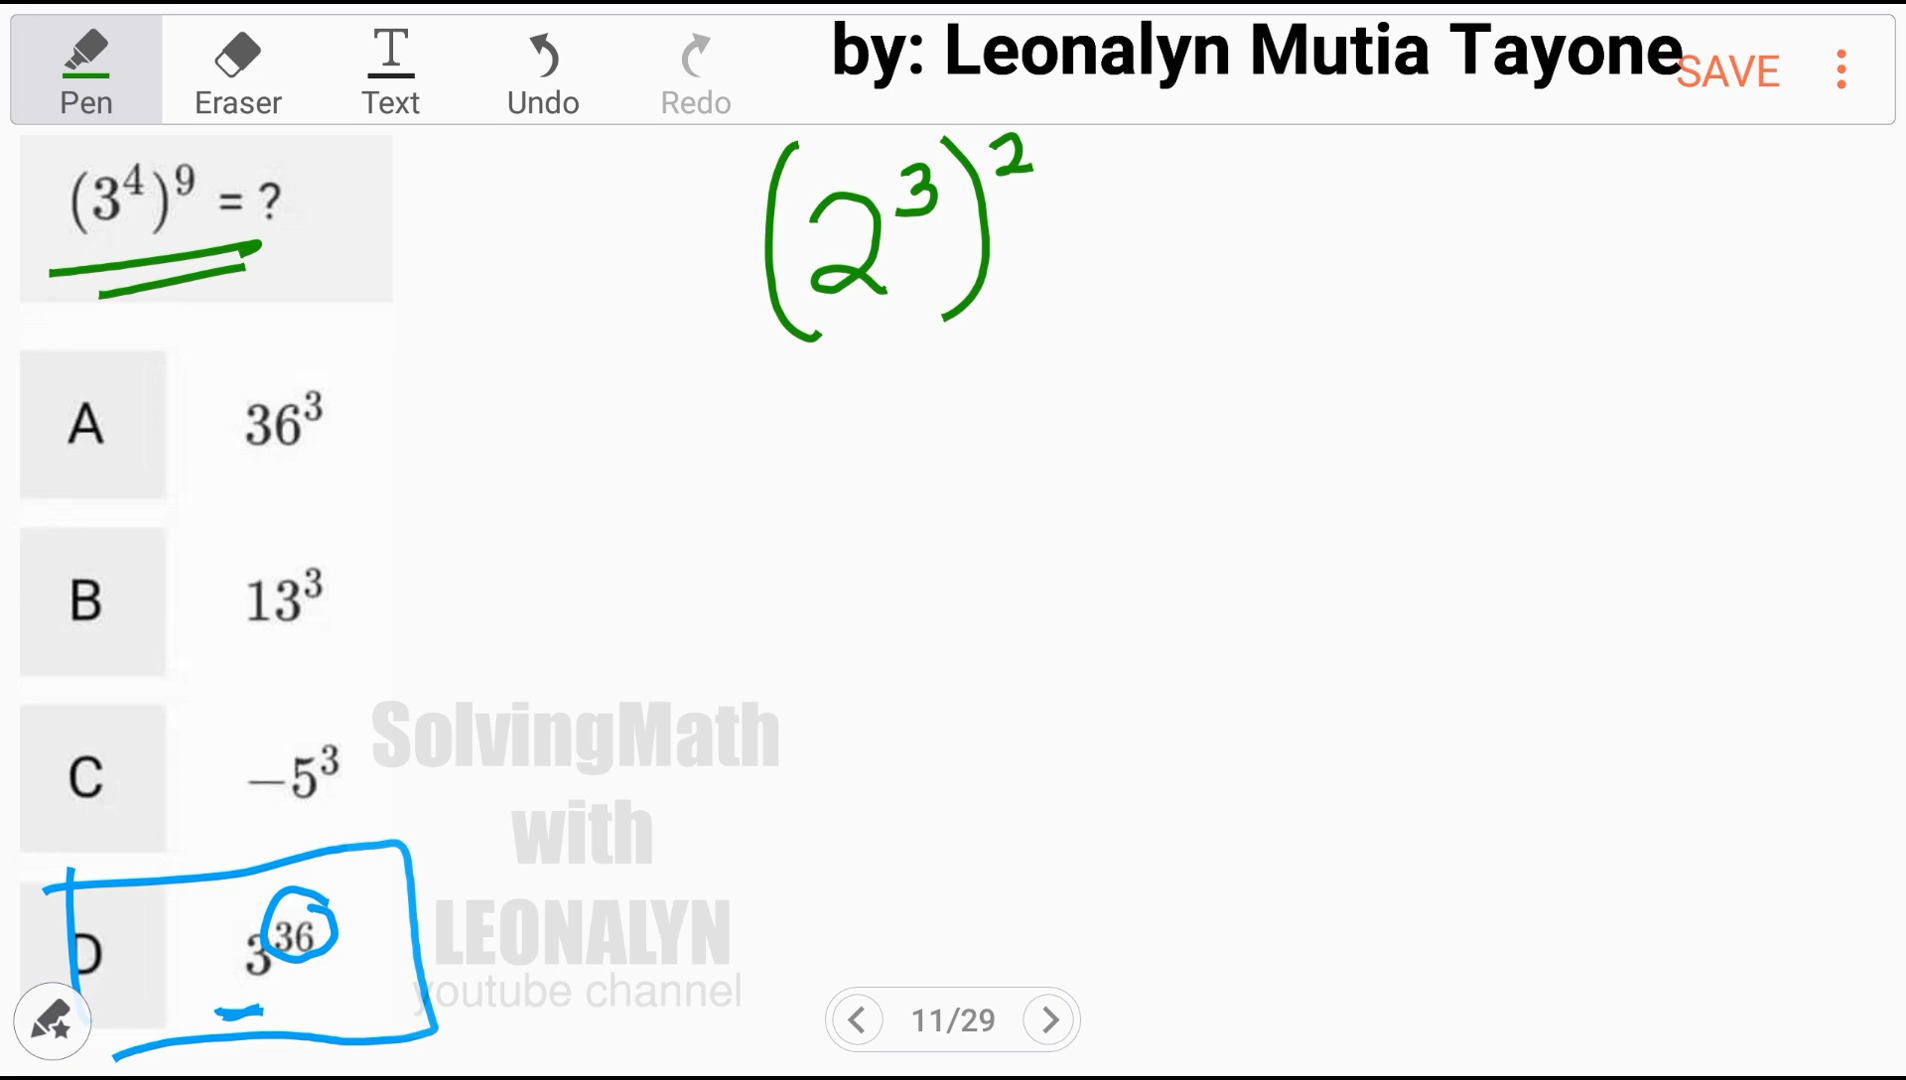 by: Leonalyn Mutia Tayone
Pen Eraser Text Undo Redo SAVE
(3⁴)⁹ = ?
(2³)²
A 36³
B 13³
C −5³
D 3³⁶
SolvingMath
with
LEONALYN
youtube channel
11/29